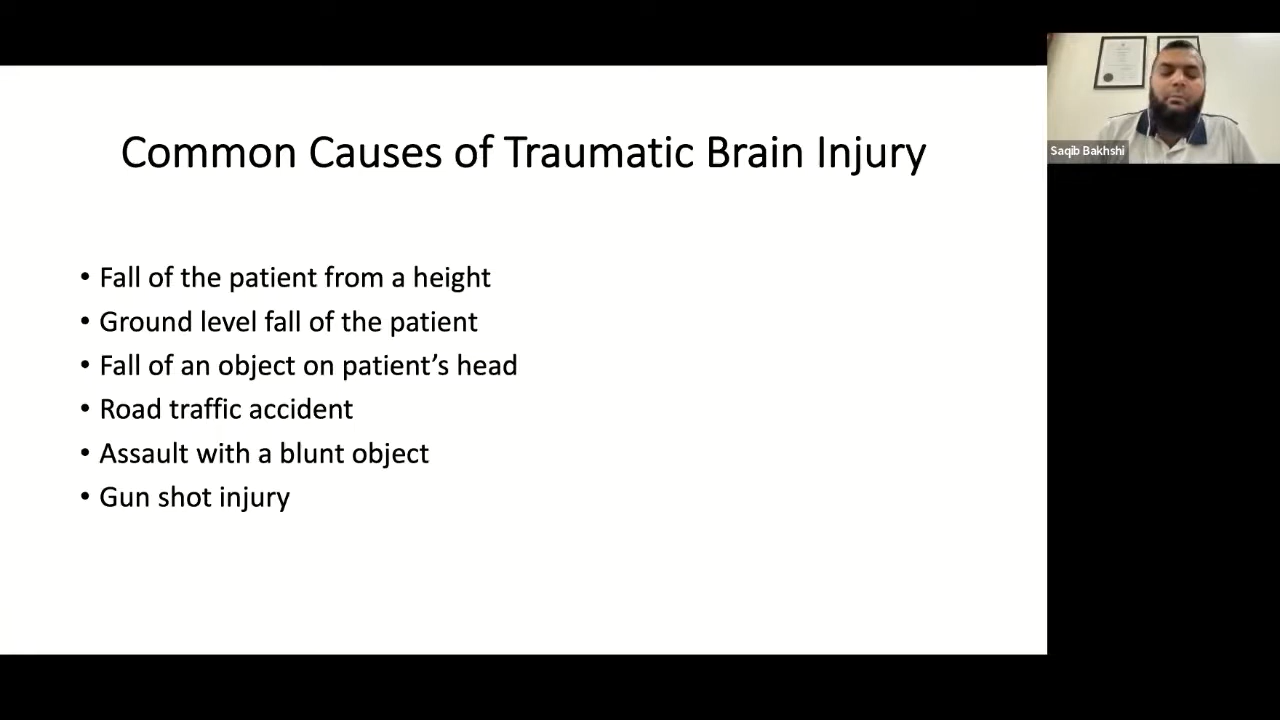 Common Causes of Traumatic Brain Injury
• Fall of the patient from a height
• Ground level fall of the patient
• Fall of an object on patient’s head
• Road traffic accident
• Assault with a blunt object
• Gun shot injury
Saqib Bakhshi